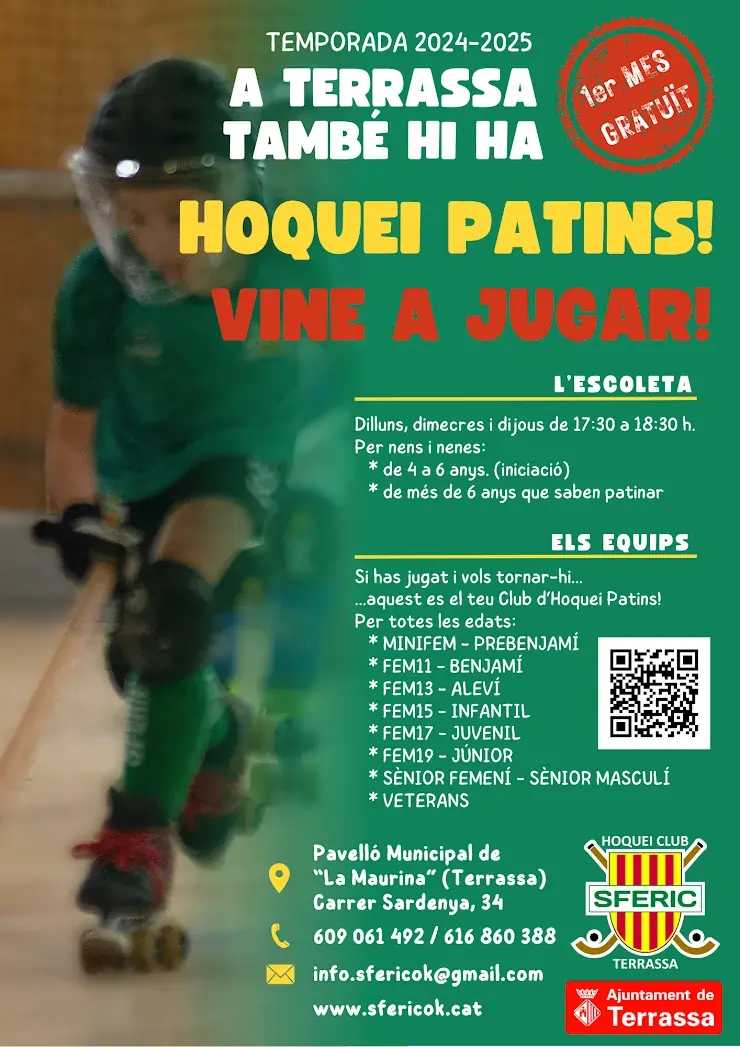 TEMPORADA 2024-2025
A TERRASSA
TAMBÉ HI HA
1er MES
GRATUÏT
HOQUEI PATINS!
VINE A JUGAR!
L'ESCOLETA
Dilluns, dimecres i dijous de 17:30 a 18:30 h.
Per nens i nenes:
* de 4 a 6 anys. (iniciació)
* de més de 6 anys que saben patinar
ELS EQUIPS
Si has jugat i vols tornar-hi...
...aquest es el teu Club d'Hoquei Patins!
Per totes les edats:
* MINIFEM - PREBENJAMÍ
* FEM11 - BENJAMÍ
* FEM13 - ALEVÍ
* FEM15 - INFANTIL
* FEM17 - JUVENIL
* FEM19 - JÚNIOR
* SÈNIOR FEMENÍ - SÈNIOR MASCULÍ
* VETERANS
Pavelló Municipal de
"La Maurina" (Terrassa)
Carrer Sardenya, 34
609 061 492 / 616 860 388
info.sfericok@gmail.com
www.sfericok.cat
HOQUEI CLUB
SFERIC
TERRASSA
Ajuntament de
Terrassa